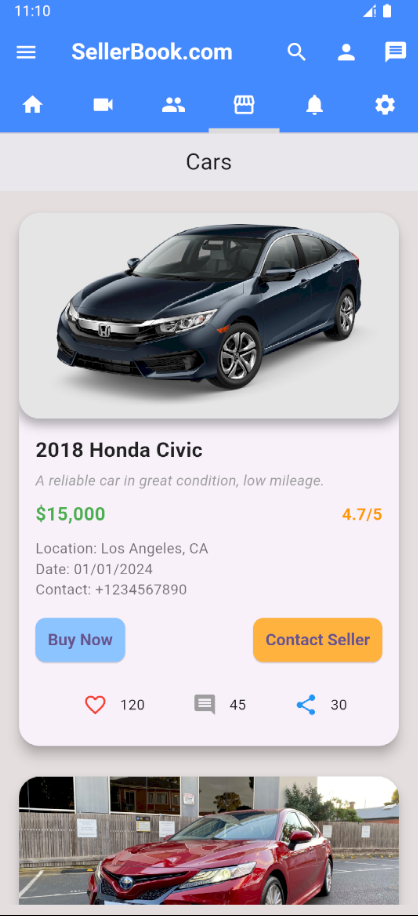 11:10
SellerBook.com
Cars
2018 Honda Civic
A reliable car in great condition, low mileage.
$15,000
4.7/5
Location: Los Angeles, CA
Date: 01/01/2024
Contact: +1234567890
Buy Now
Contact Seller
120
45
30